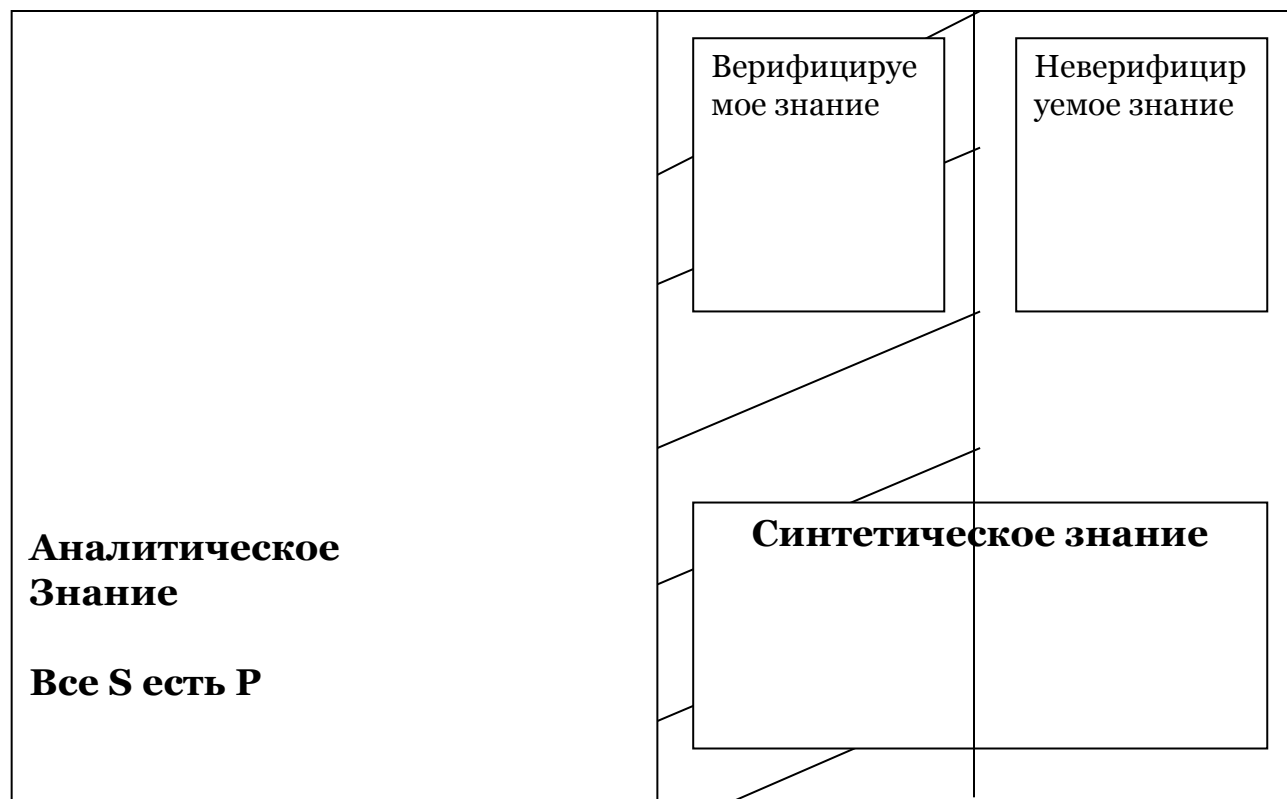 Верифицируе
мое знание
Неверифицир
уемое знание
Синтетическое знание
Аналитическое
Знание
Все S есть P